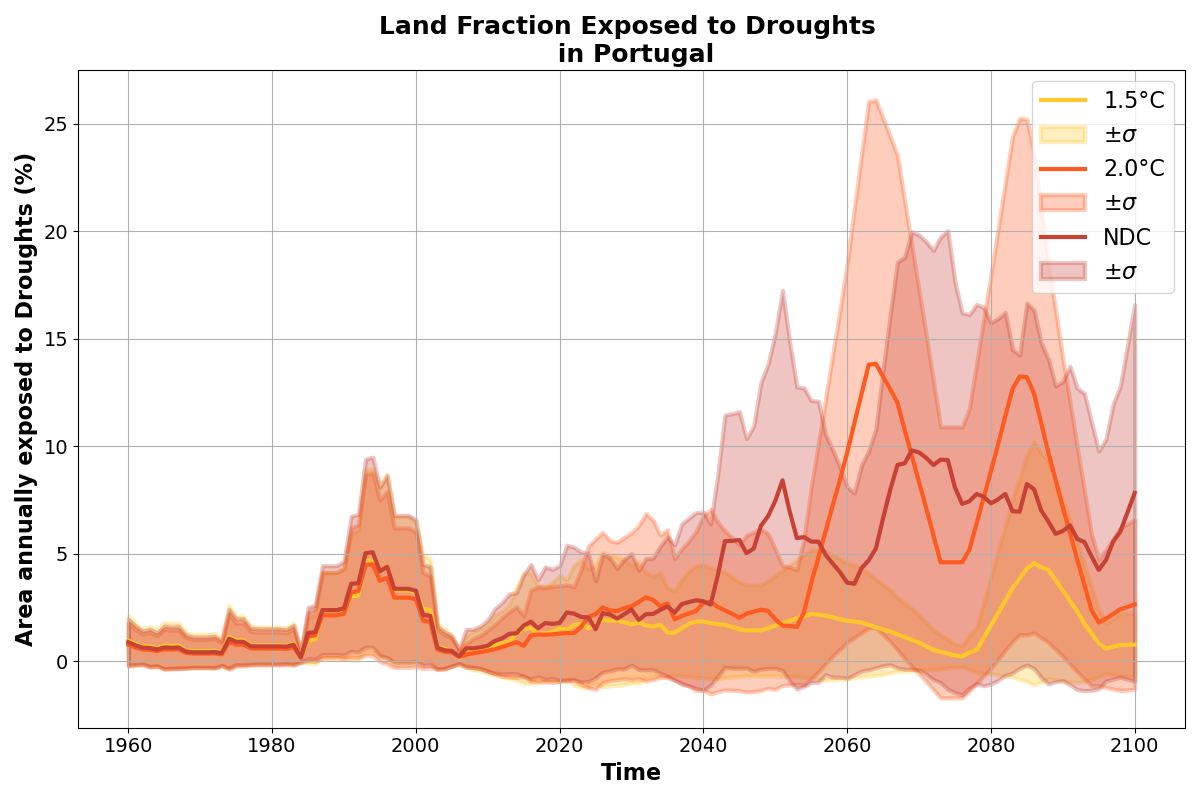 Land Fraction Exposed to Droughts
in Portugal
Area annually exposed to Droughts (%)
25
20
15
10
5
0
1960 1980 2000 2020 2040 2060 2080 2100
Time
1.5°C
±σ
2.0°C
±σ
NDC
±σ